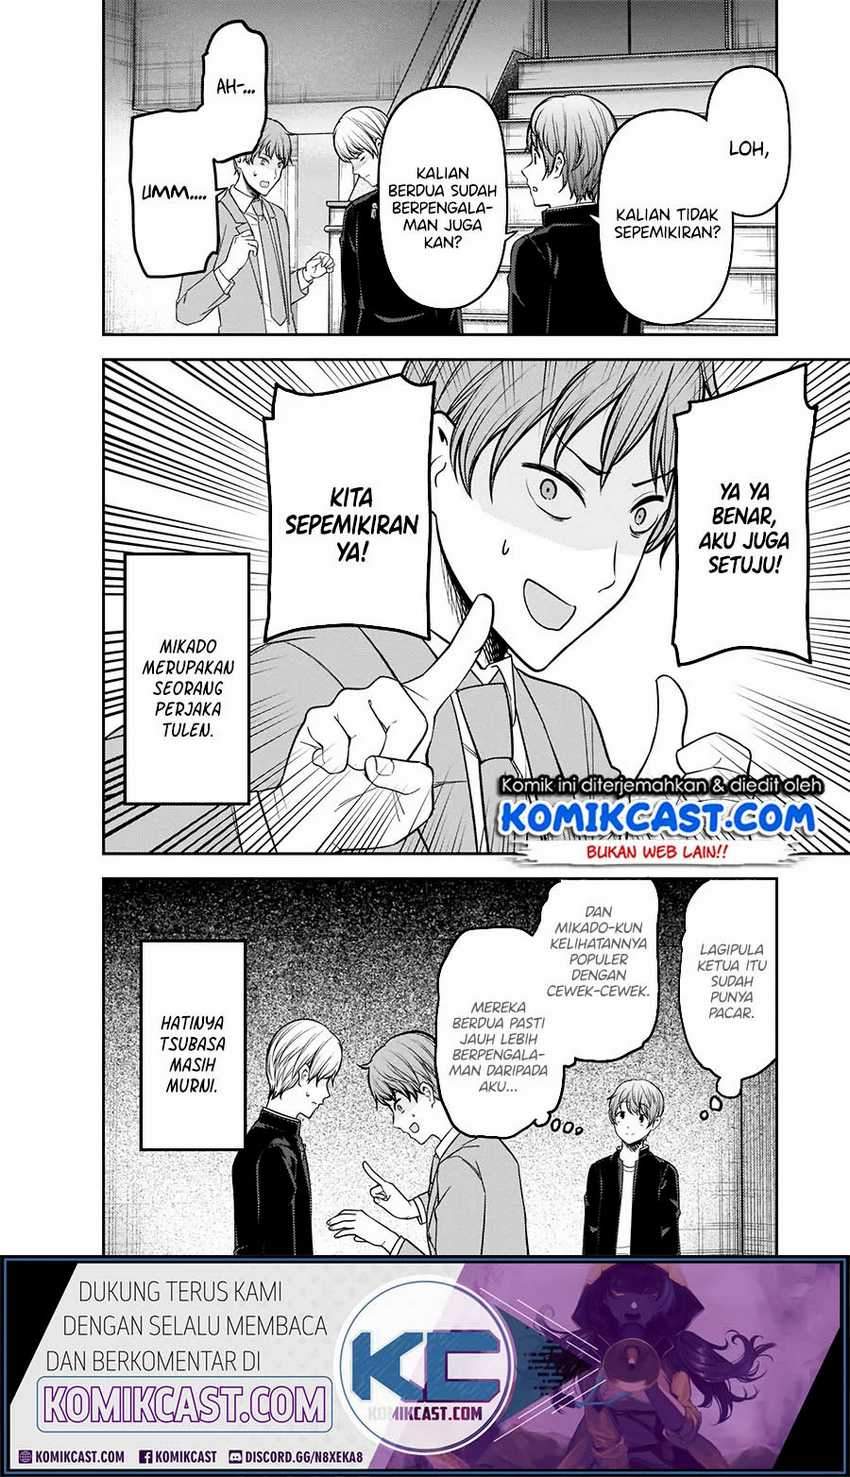 LOH,
KALIAN TIDAK
SEPEMIKIRAN?
KALIAN
BERDUA SUDAH
BERPENGALA-
MAN JUGA
KAN?
AH-...
UMM....
YA YA
BENAR,
AKU JUGA
SETUJU!
KITA
SEPEMIKIRAN
YA!
MIKADO
MERUPAKAN
SEORANG
PERJAKA
TULEN.
Komik ini diterjemahkan & diedit oleh
KOMIKCAST.COM
BUKAN WEB LAIN!!
LAGIPULA
KETUA ITU
SUDAH
PUNYA
PACAR.
DAN
MIKADO-KUN
KELIHATANNYA
POPULER
DENGAN
CEWEK-CEWEK.
MEREKA
BERDUA PASTI
JAUH LEBIH
BERPENGALA-
MAN DARIPADA
AKU...
HATINYA
TSUBASA
MASIH
MURNI.
DUKUNG TERUS KAMI
DENGAN SELALU MEMBACA
DAN BERKOMENTAR DI
KOMIKCAST.COM
KC
KOMIKCAST.COM
KOMIKCAST.COM KOMIKCAST DISCORD.GG/N8XEKA8